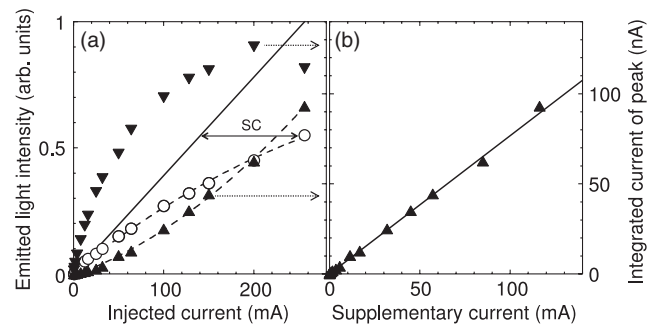 (a)
(b)
Emitted light intensity (arb. units)
1
0.5
0
SC
0
100
200
Injected current (mA)
0
50
100
Supplementary current (mA)
100
50
0
Integrated current of peak (nA)